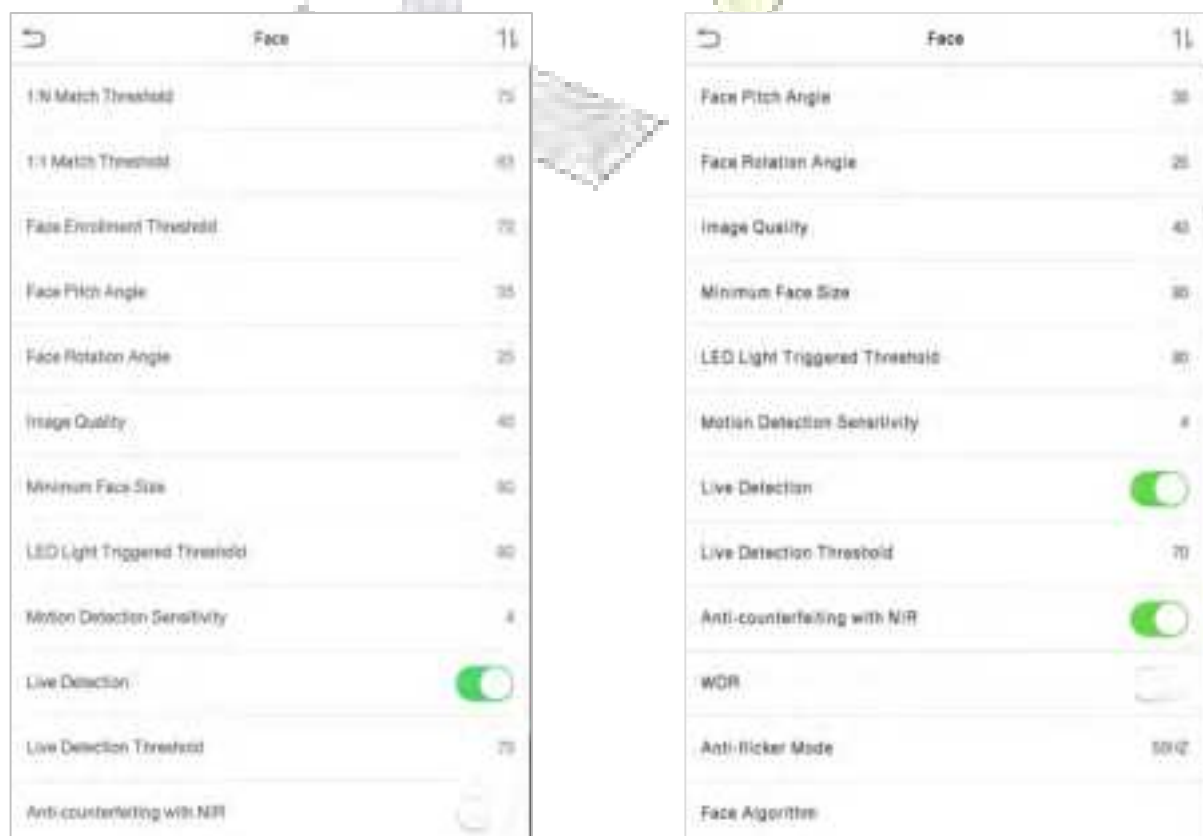 Face
1:N Match Threshold 75
1:1 Match Threshold 63
Face Enrollment Threshold 70
Face Pitch Angle 35
Face Rotation Angle 25
Image Quality 40
Minimum Face Size 80
LED Light Triggered Threshold 80
Motion Detection Sensitivity 4
Live Detection
Live Detection Threshold 70
Anti-counterfeiting with NIR
Face
Face Pitch Angle
Face Rotation Angle 25
Image Quality 40
Minimum Face Size 80
LED Light Triggered Threshold 80
Motion Detection Sensitivity 4
Live Detection
Live Detection Threshold 70
Anti-counterfeiting with NIR
WDR
Anti-flicker Mode 50HZ
Face Algorithm